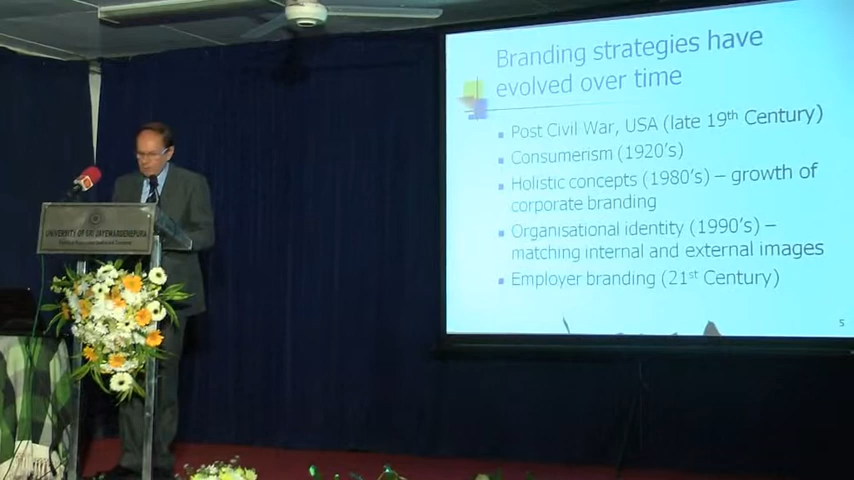 Branding strategies have
evolved over time
Post Civil War, USA (late 19th Century)
Consumerism (1920's)
Holistic concepts (1980's) – growth of
corporate branding
Organisational identity (1990's) –
matching internal and external images
Employer branding (21st Century)
5
UNIVERSITY OF SRI JAYEWARDENEPURA